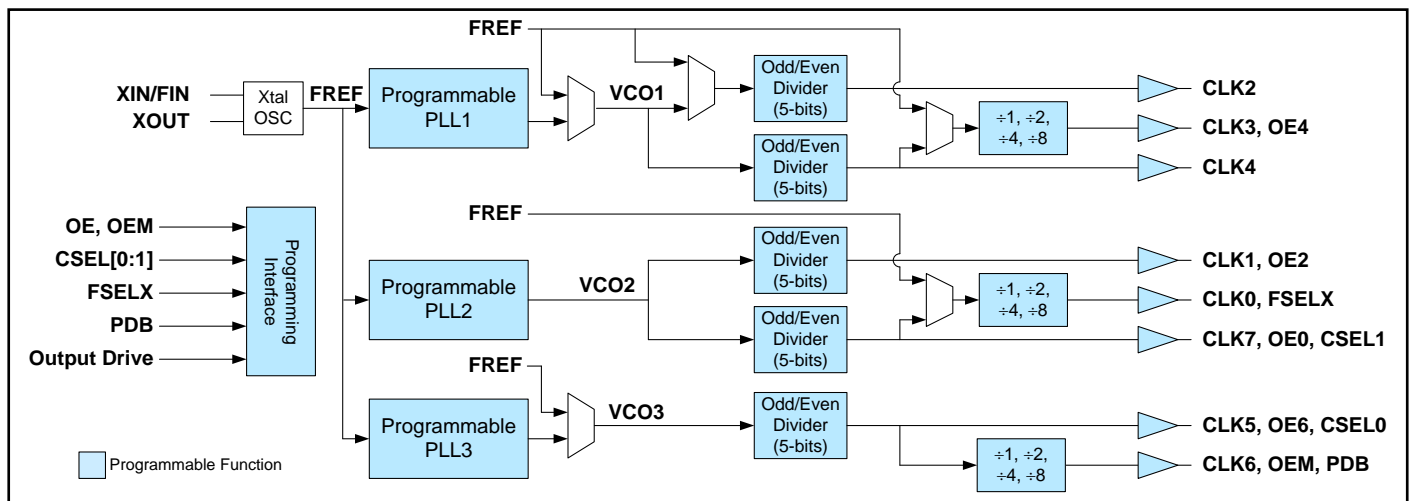 FREF
XIN/FIN
XOUT
Xtal
OSC
FREF
Programmable
PLL1
VCO1
Odd/Even
Divider
(5-bits)
CLK2
÷1, ÷2,
÷4, ÷8
CLK3, OE4
Odd/Even
Divider
(5-bits)
CLK4
OE, OEM
CSEL[0:1]
FSELX
PDB
Output Drive
Programming
Interface
FREF
Programmable
PLL2
VCO2
Odd/Even
Divider
(5-bits)
CLK1, OE2
÷1, ÷2,
÷4, ÷8
CLK0, FSELX
Odd/Even
Divider
(5-bits)
CLK7, OE0, CSEL1
FREF
Programmable
PLL3
VCO3
Odd/Even
Divider
(5-bits)
CLK5, OE6, CSEL0
÷1, ÷2,
÷4, ÷8
CLK6, OEM, PDB
Programmable Function